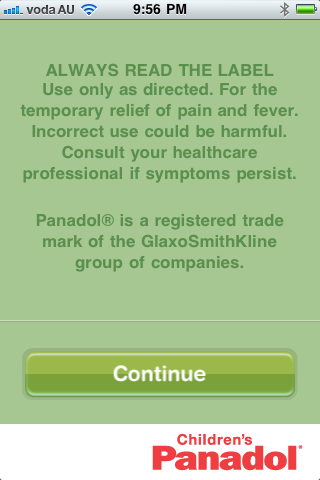 voda AU 9:56 PM
ALWAYS READ THE LABEL
Use only as directed. For the
temporary relief of pain and fever.
Incorrect use could be harmful.
Consult your healthcare
professional if symptoms persist.
Panadol® is a registered trade
mark of the GlaxoSmithKline
group of companies.
Continue
Children's
Panadol®